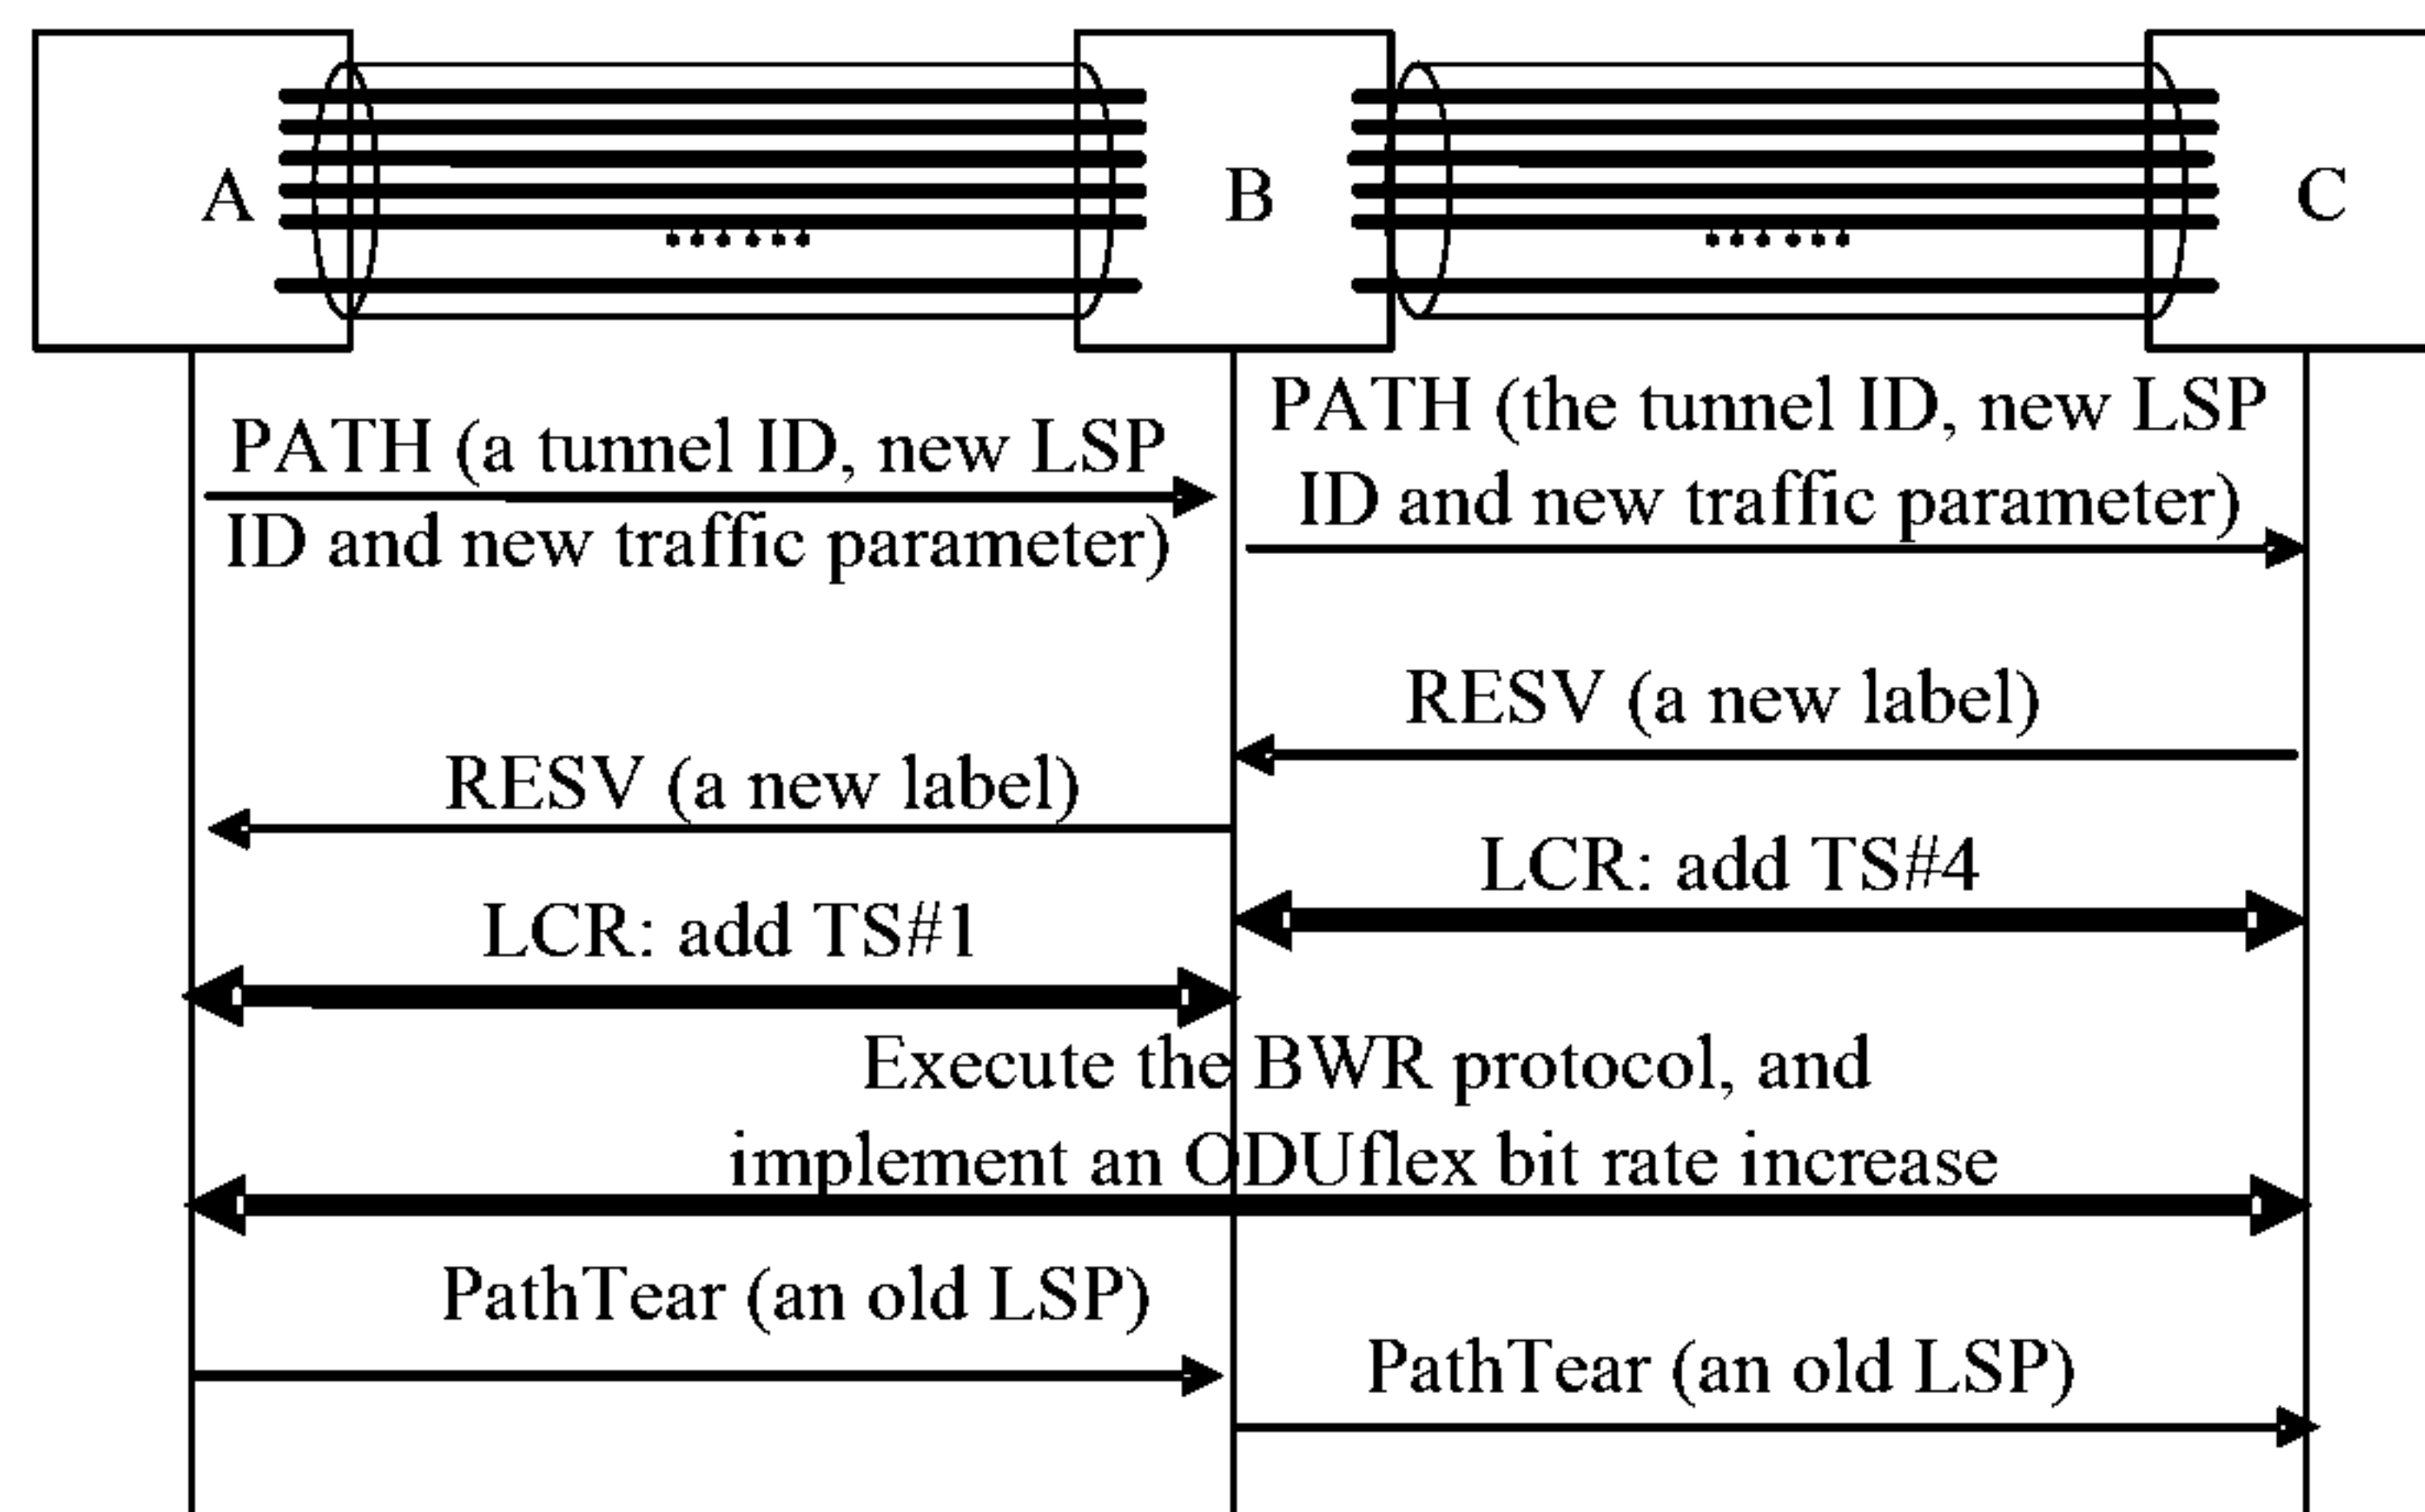 A
B
C
PATH (a tunnel ID, new LSP
ID and new traffic parameter)
PATH (the tunnel ID, new LSP
ID and new traffic parameter)
RESV (a new label)
RESV (a new label)
LCR: add TS#4
LCR: add TS#1
Execute the BWR protocol, and
implement an ODUflex bit rate increase
PathTear (an old LSP)
PathTear (an old LSP)